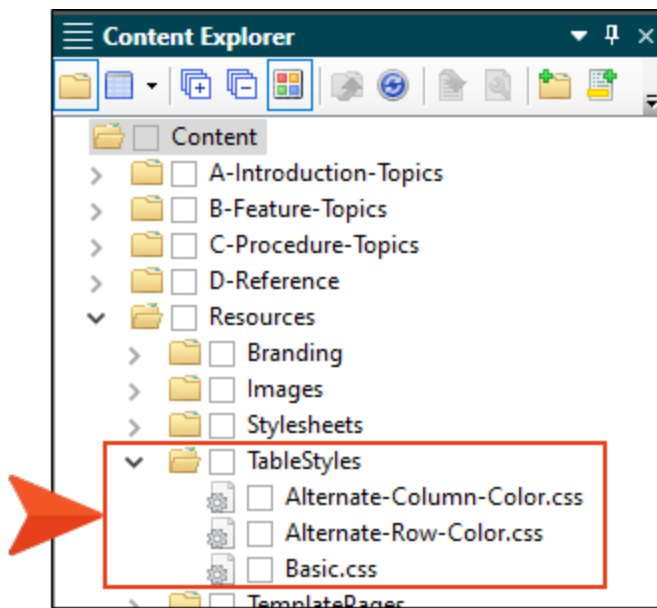 Content Explorer
Content
A-Introduction-Topics
B-Feature-Topics
C-Procedure-Topics
D-Reference
Resources
Branding
Images
Stylesheets
TableStyles
Alternate-Column-Color.css
Alternate-Row-Color.css
Basic.css
TemplatePages